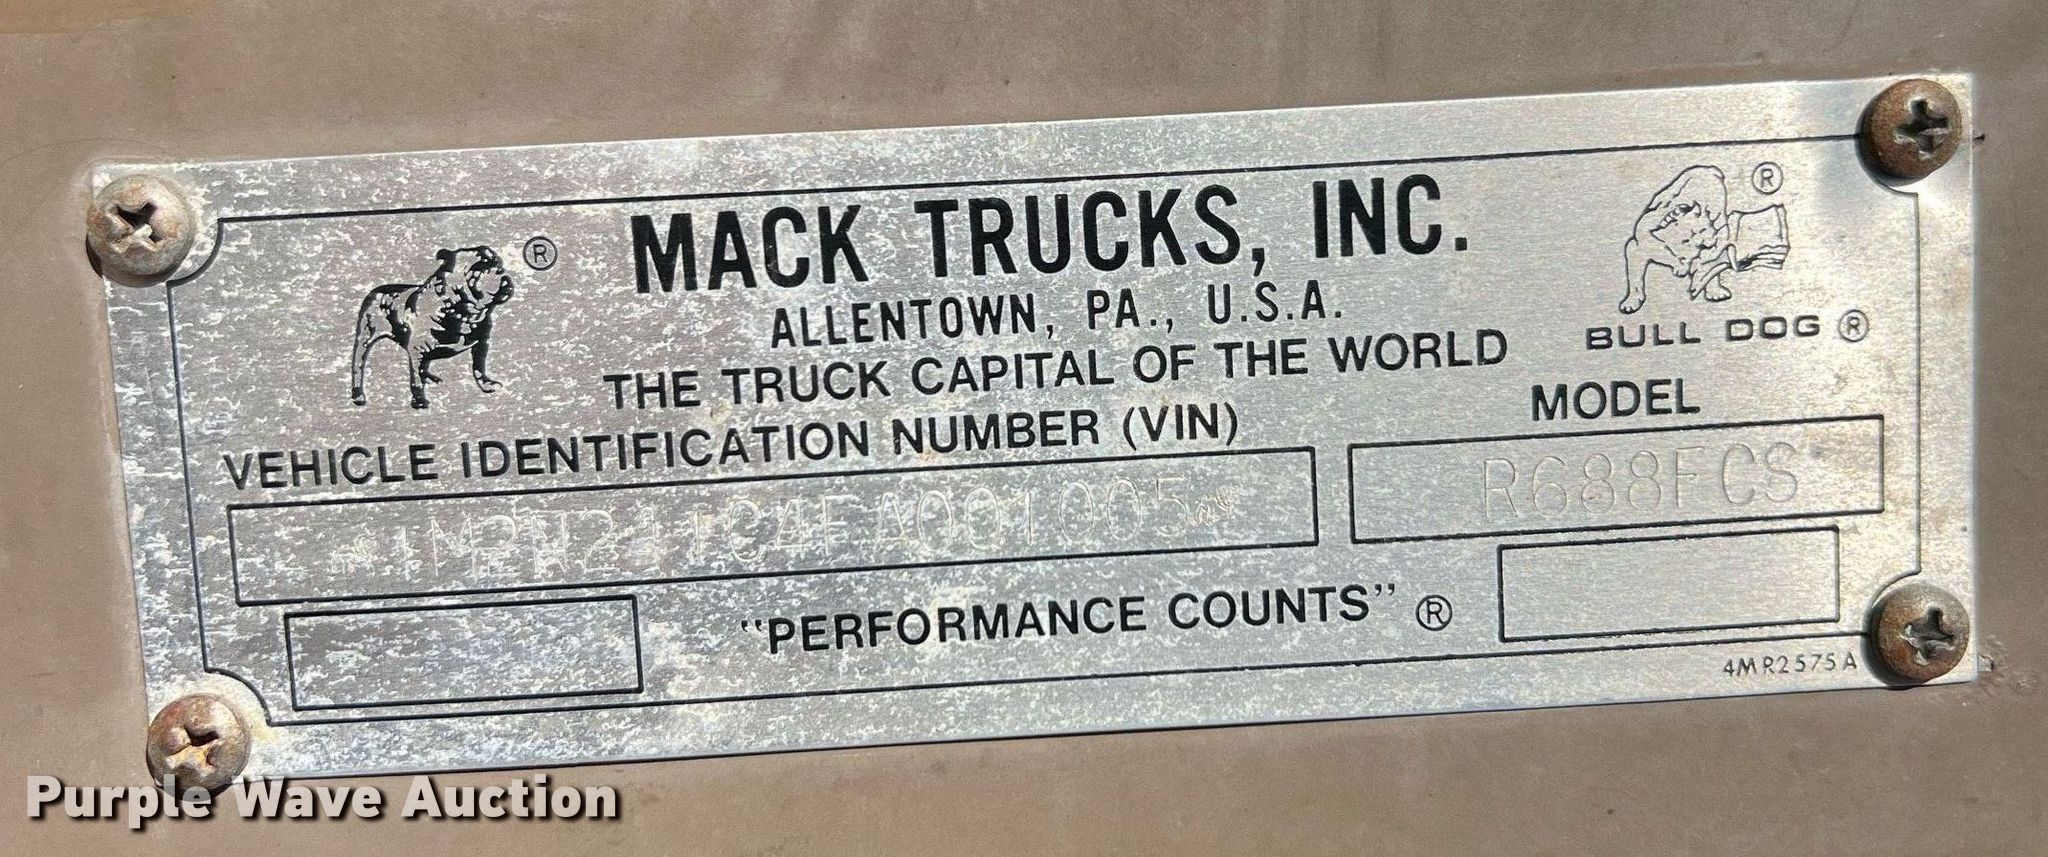 MACK TRUCKS, INC.
ALLENTOWN, PA., U.S.A.
THE TRUCK CAPITAL OF THE WORLD
BULL DOG ®
®
®
VEHICLE IDENTIFICATION NUMBER (VIN)
MODEL
R688FCS
"PERFORMANCE COUNTS" ®
4MR2575A
Purple Wave Auction